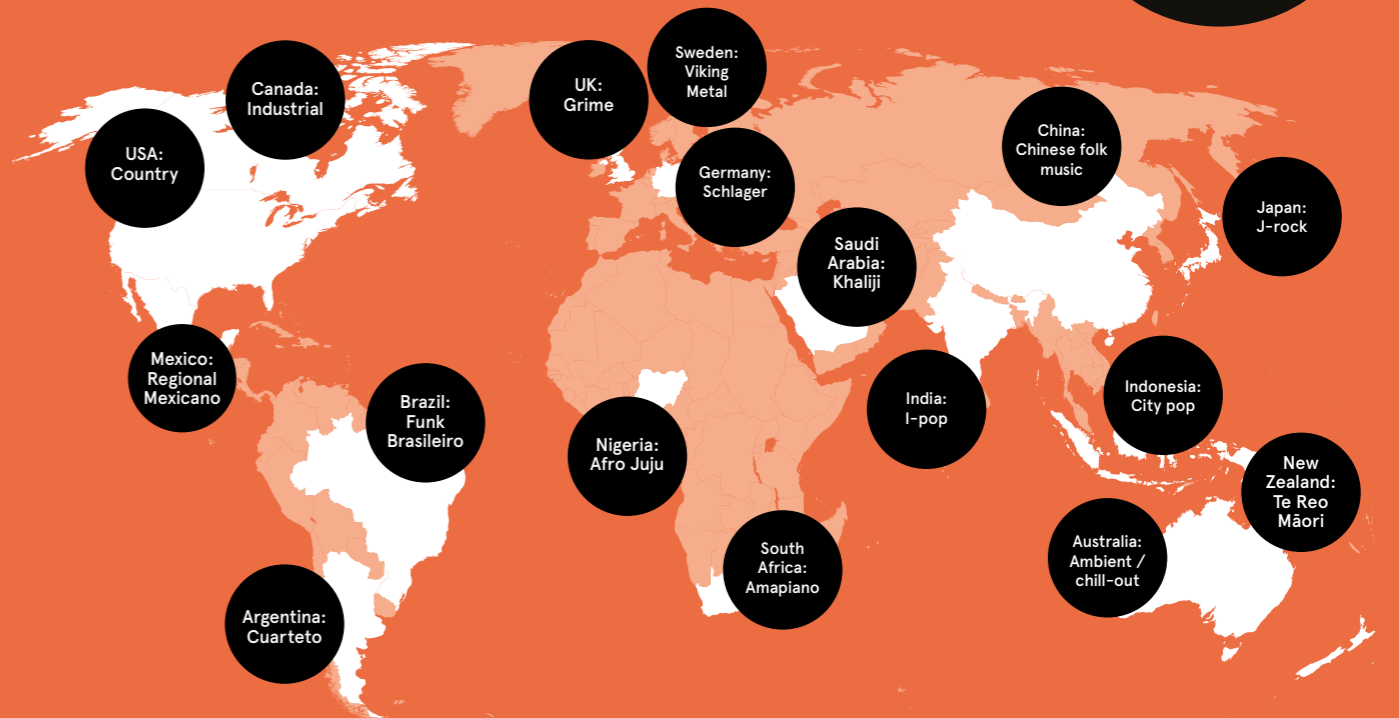 Canada:
Industrial
USA:
Country
Mexico:
Regional
Mexicano
Brazil:
Funk
Brasileiro
Argentina:
Cuarteto
UK:
Grime
Sweden:
Viking
Metal
Germany:
Schlager
Saudi
Arabia:
Khaliji
Nigeria:
Afro Juju
South
Africa:
Amapiano
India:
I-pop
China:
Chinese folk
music
Japan:
J-rock
Indonesia:
City pop
New
Zealand:
Te Reo
Māori
Australia:
Ambient /
chill-out